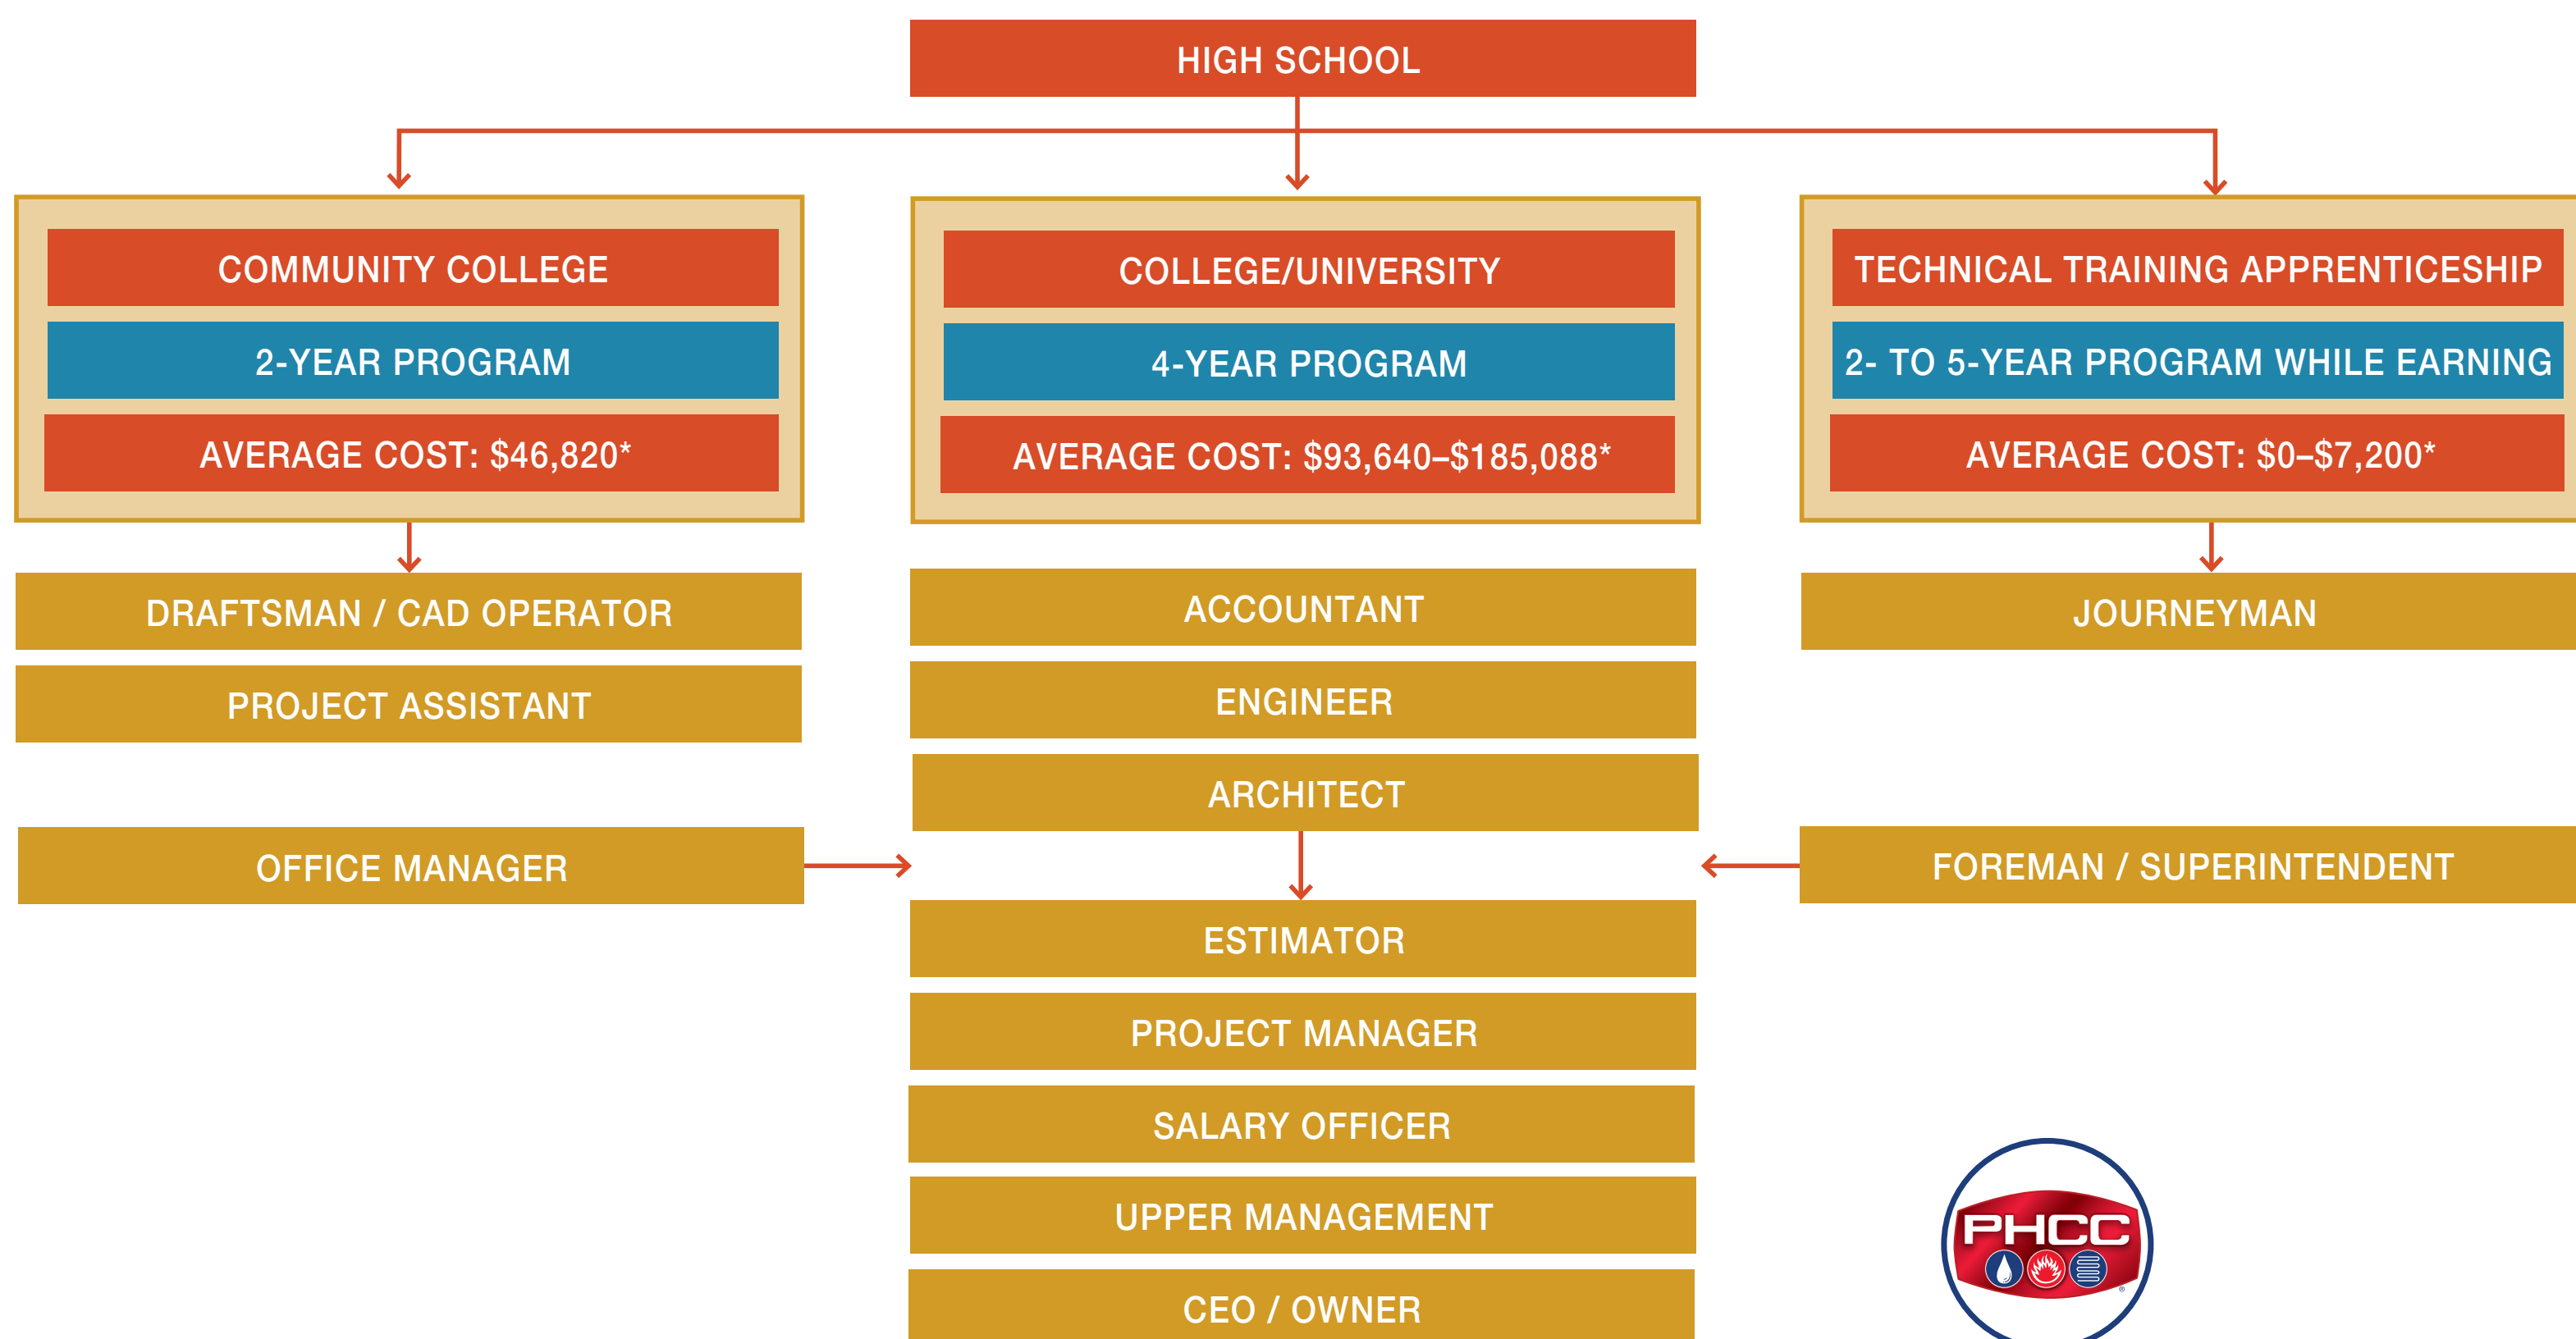 HIGH SCHOOL
COMMUNITY COLLEGE
2-YEAR PROGRAM
AVERAGE COST: $46,820*
COLLEGE/UNIVERSITY
4-YEAR PROGRAM
AVERAGE COST: $93,640–$185,088*
TECHNICAL TRAINING APPRENTICESHIP
2- TO 5-YEAR PROGRAM WHILE EARNING
AVERAGE COST: $0–$7,200*
DRAFTSMAN / CAD OPERATOR
PROJECT ASSISTANT
OFFICE MANAGER
ACCOUNTANT
ENGINEER
ARCHITECT
JOURNEYMAN
FOREMAN / SUPERINTENDENT
ESTIMATOR
PROJECT MANAGER
SALARY OFFICER
UPPER MANAGEMENT
CEO / OWNER
PHCC
®